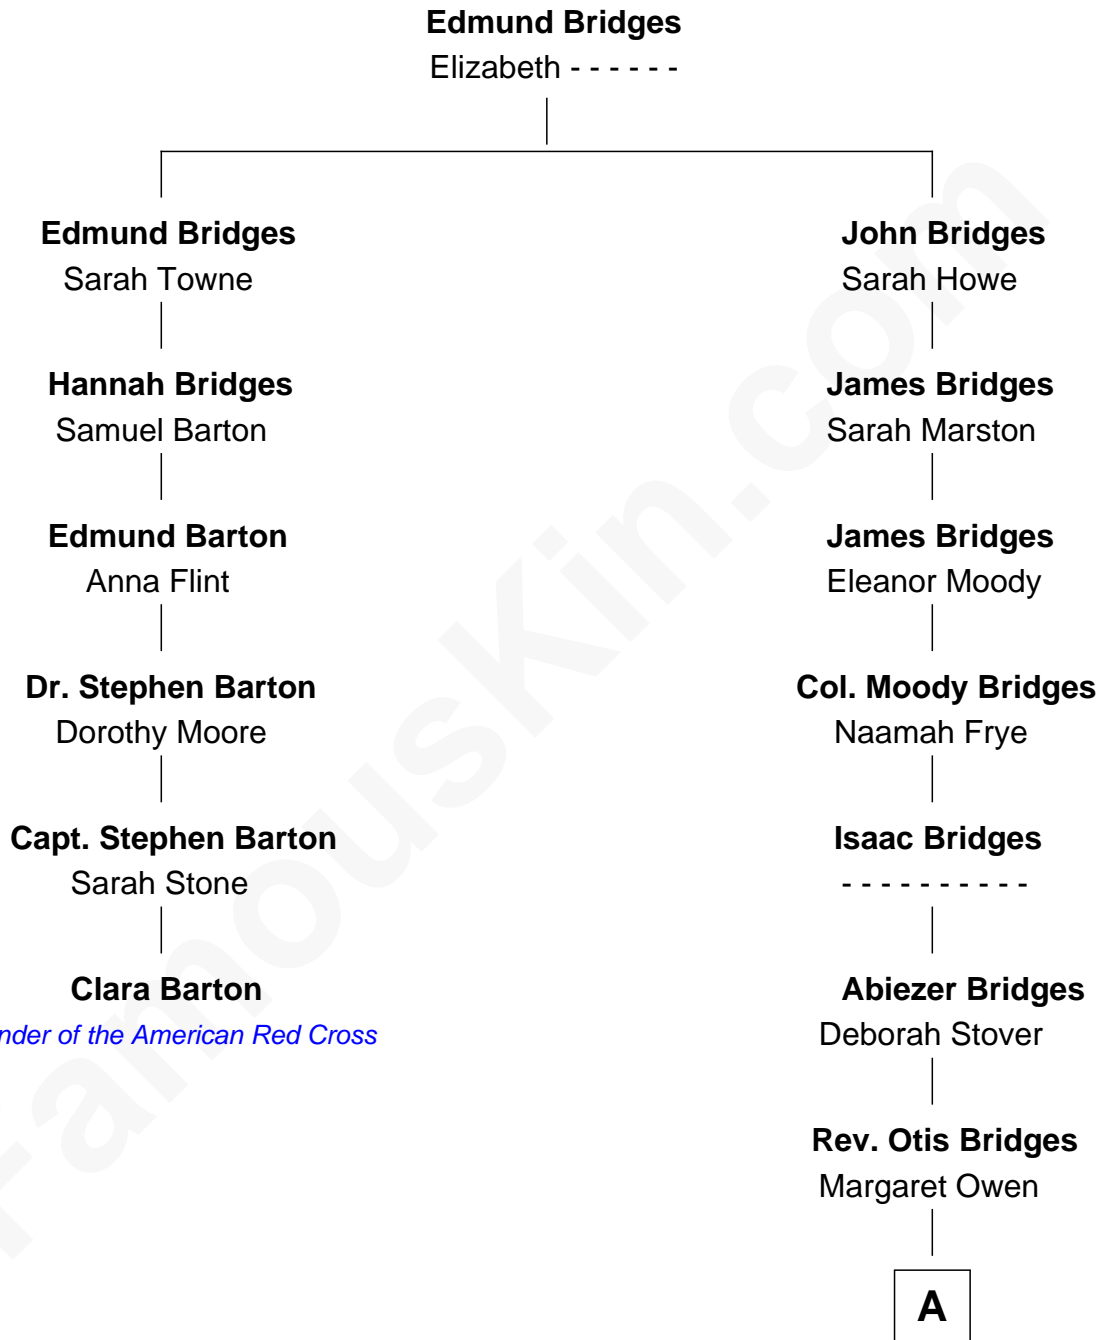 Edmund Bridges
Elizabeth - - - - - -
Edmund Bridges
Sarah Towne
Hannah Bridges
Samuel Barton
Edmund Barton
Anna Flint
Dr. Stephen Barton
Dorothy Moore
Capt. Stephen Barton
Sarah Stone
Clara Barton
nder of the American Red Cross
John Bridges
Sarah Howe
James Bridges
Sarah Marston
James Bridges
Eleanor Moody
Col. Moody Bridges
Naamah Frye
Isaac Bridges
- - - - - - - - - -
Abiezer Bridges
Deborah Stover
Rev. Otis Bridges
Margaret Owen
A
FamousKin.com